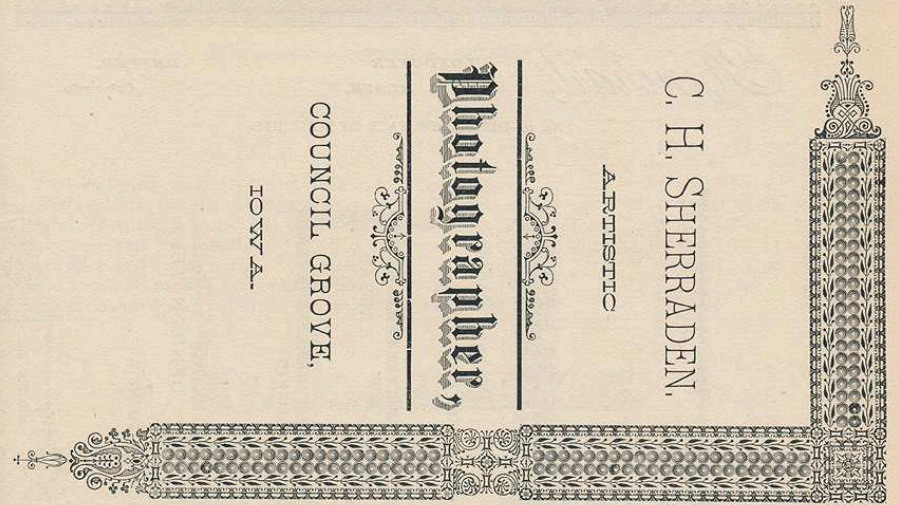 C. H. SHERRADEN.
ARTISTIC
Photographer,
COUNCIL GROVE,
IOWA.